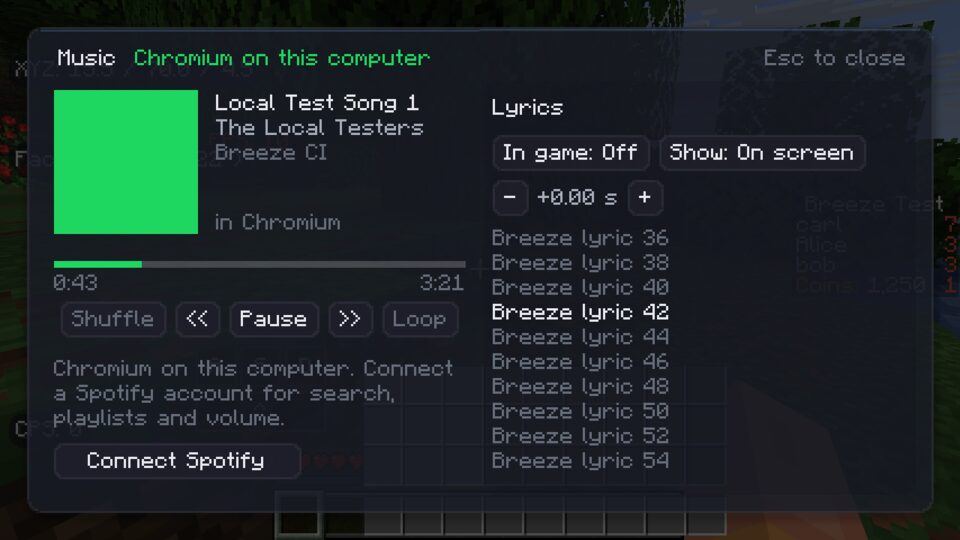 Music Chromium on this computer
Esc to close
Local Test Song 1
The Local Testers
Breeze CI
in Chromium
0:43
3:21
Shuffle << Pause >> Loop
Chromium on this computer. Connect
a Spotify account for search,
playlists and volume.
Connect Spotify
Lyrics
In game: Off Show: On screen
- +0.00 s +
Breeze lyric 36
Breeze lyric 38
Breeze lyric 40
Breeze lyric 42
Breeze lyric 44
Breeze lyric 46
Breeze lyric 48
Breeze lyric 50
Breeze lyric 52
Breeze lyric 54
Breeze Test
carl 7
Alice 3
bob 3
Coins: 1,250 1